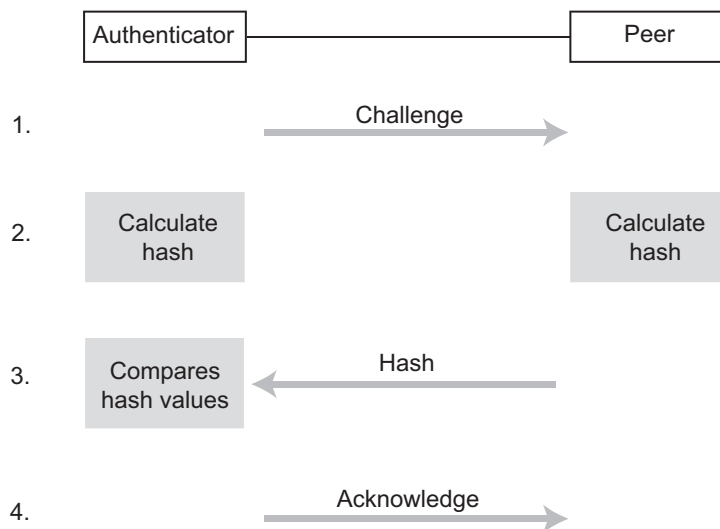 Authenticator
Peer
1.
Challenge
2.
Calculate
hash
Calculate
hash
3.
Compares
hash values
Hash
4.
Acknowledge